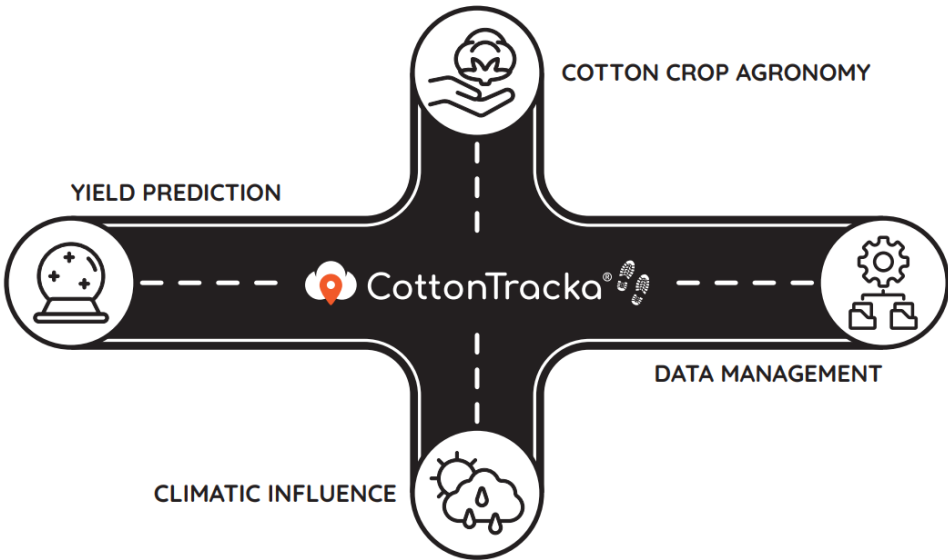 COTTON CROP AGRONOMY
YIELD PREDICTION
CottonTracka®
DATA MANAGEMENT
CLIMATIC INFLUENCE